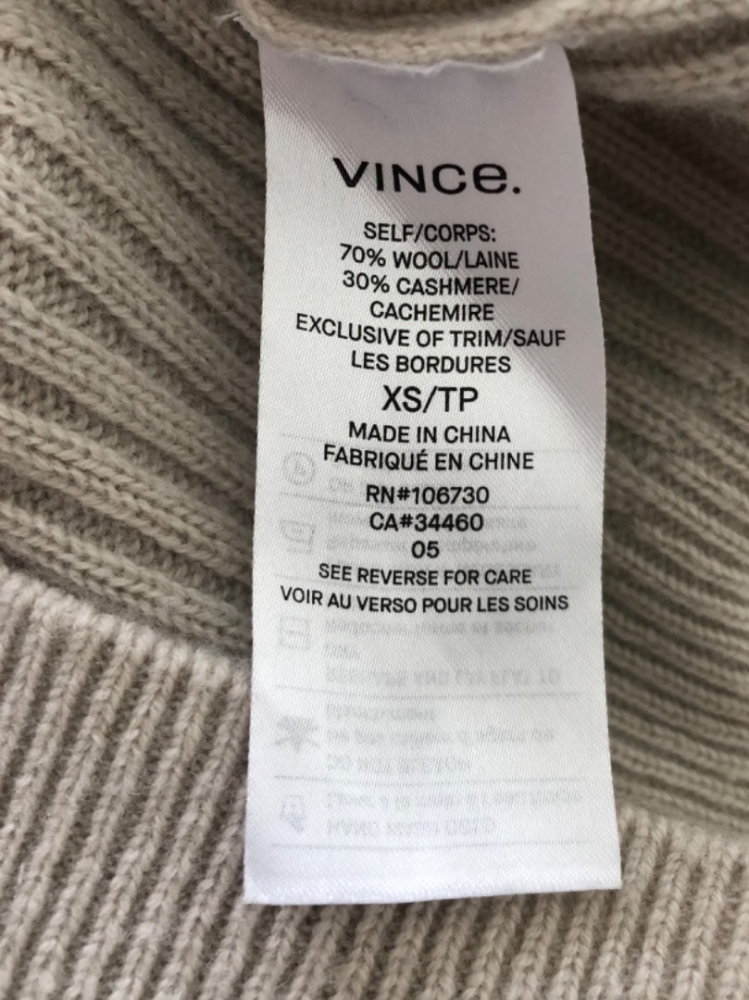 VINCE.
SELF/CORPS:
70% WOOL/LAINE
30% CASHMERE/
CACHEMIRE
EXCLUSIVE OF TRIM/SAUF
LES BORDURES
XS/TP
MADE IN CHINA
FABRIQUÉ EN CHINE
RN#106730
CA#34460
05
SEE REVERSE FOR CARE
VOIR AU VERSO POUR LES SOINS